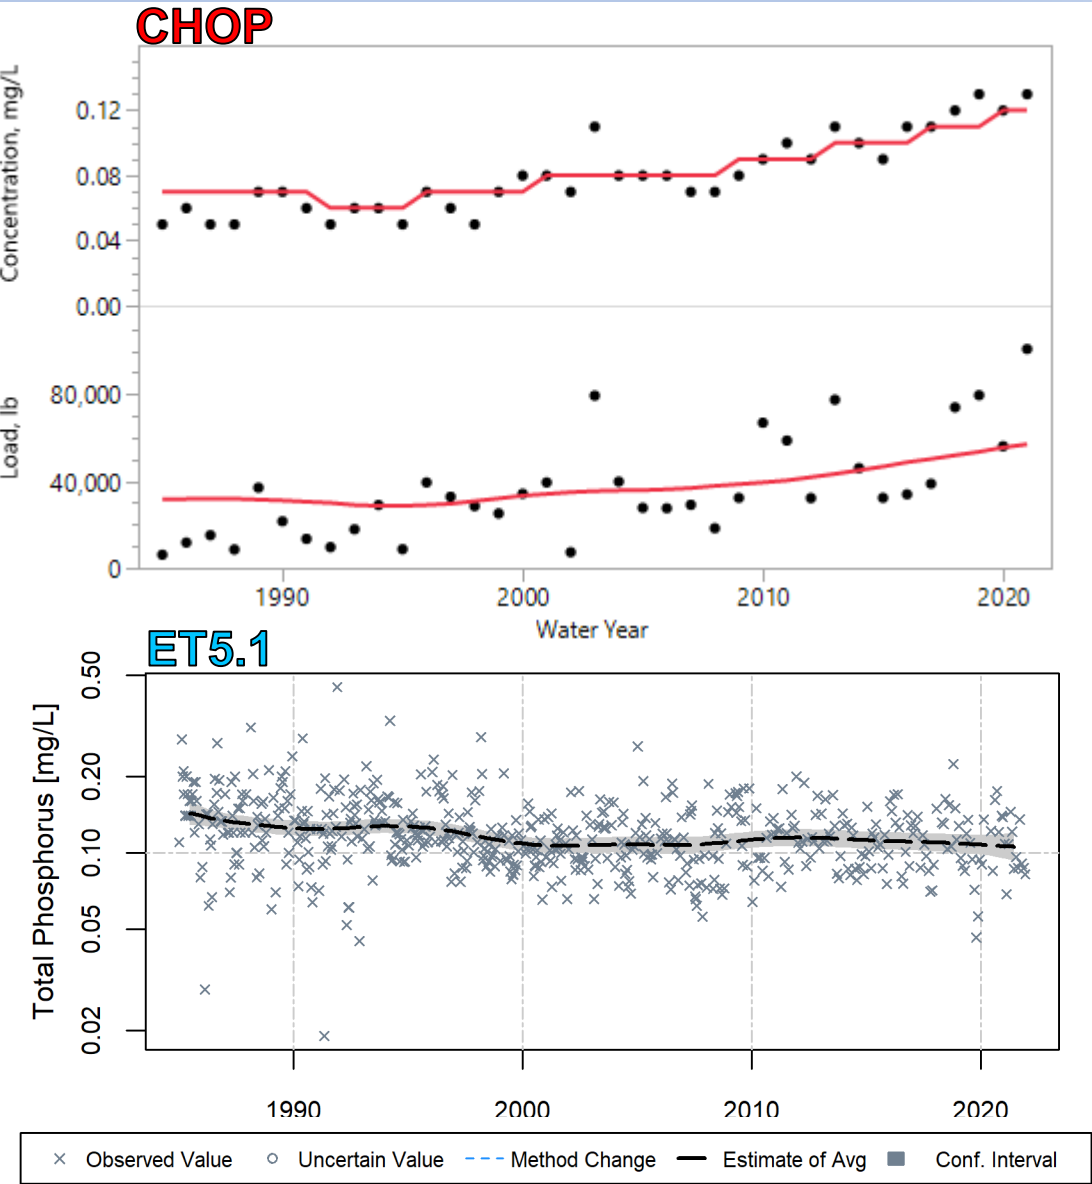 CHOP
Concentration, mg/L
0.12
0.08
0.04
0.00
Load, lb
80,000
40,000
0
1990 2000 2010 2020
Water Year
ET5.1
Total Phosphorus [mg/L]
0.50
0.20
0.10
0.05
0.02
1990 2000 2010 2020
Observed Value Uncertain Value Method Change Estimate of Avg Conf. Interval